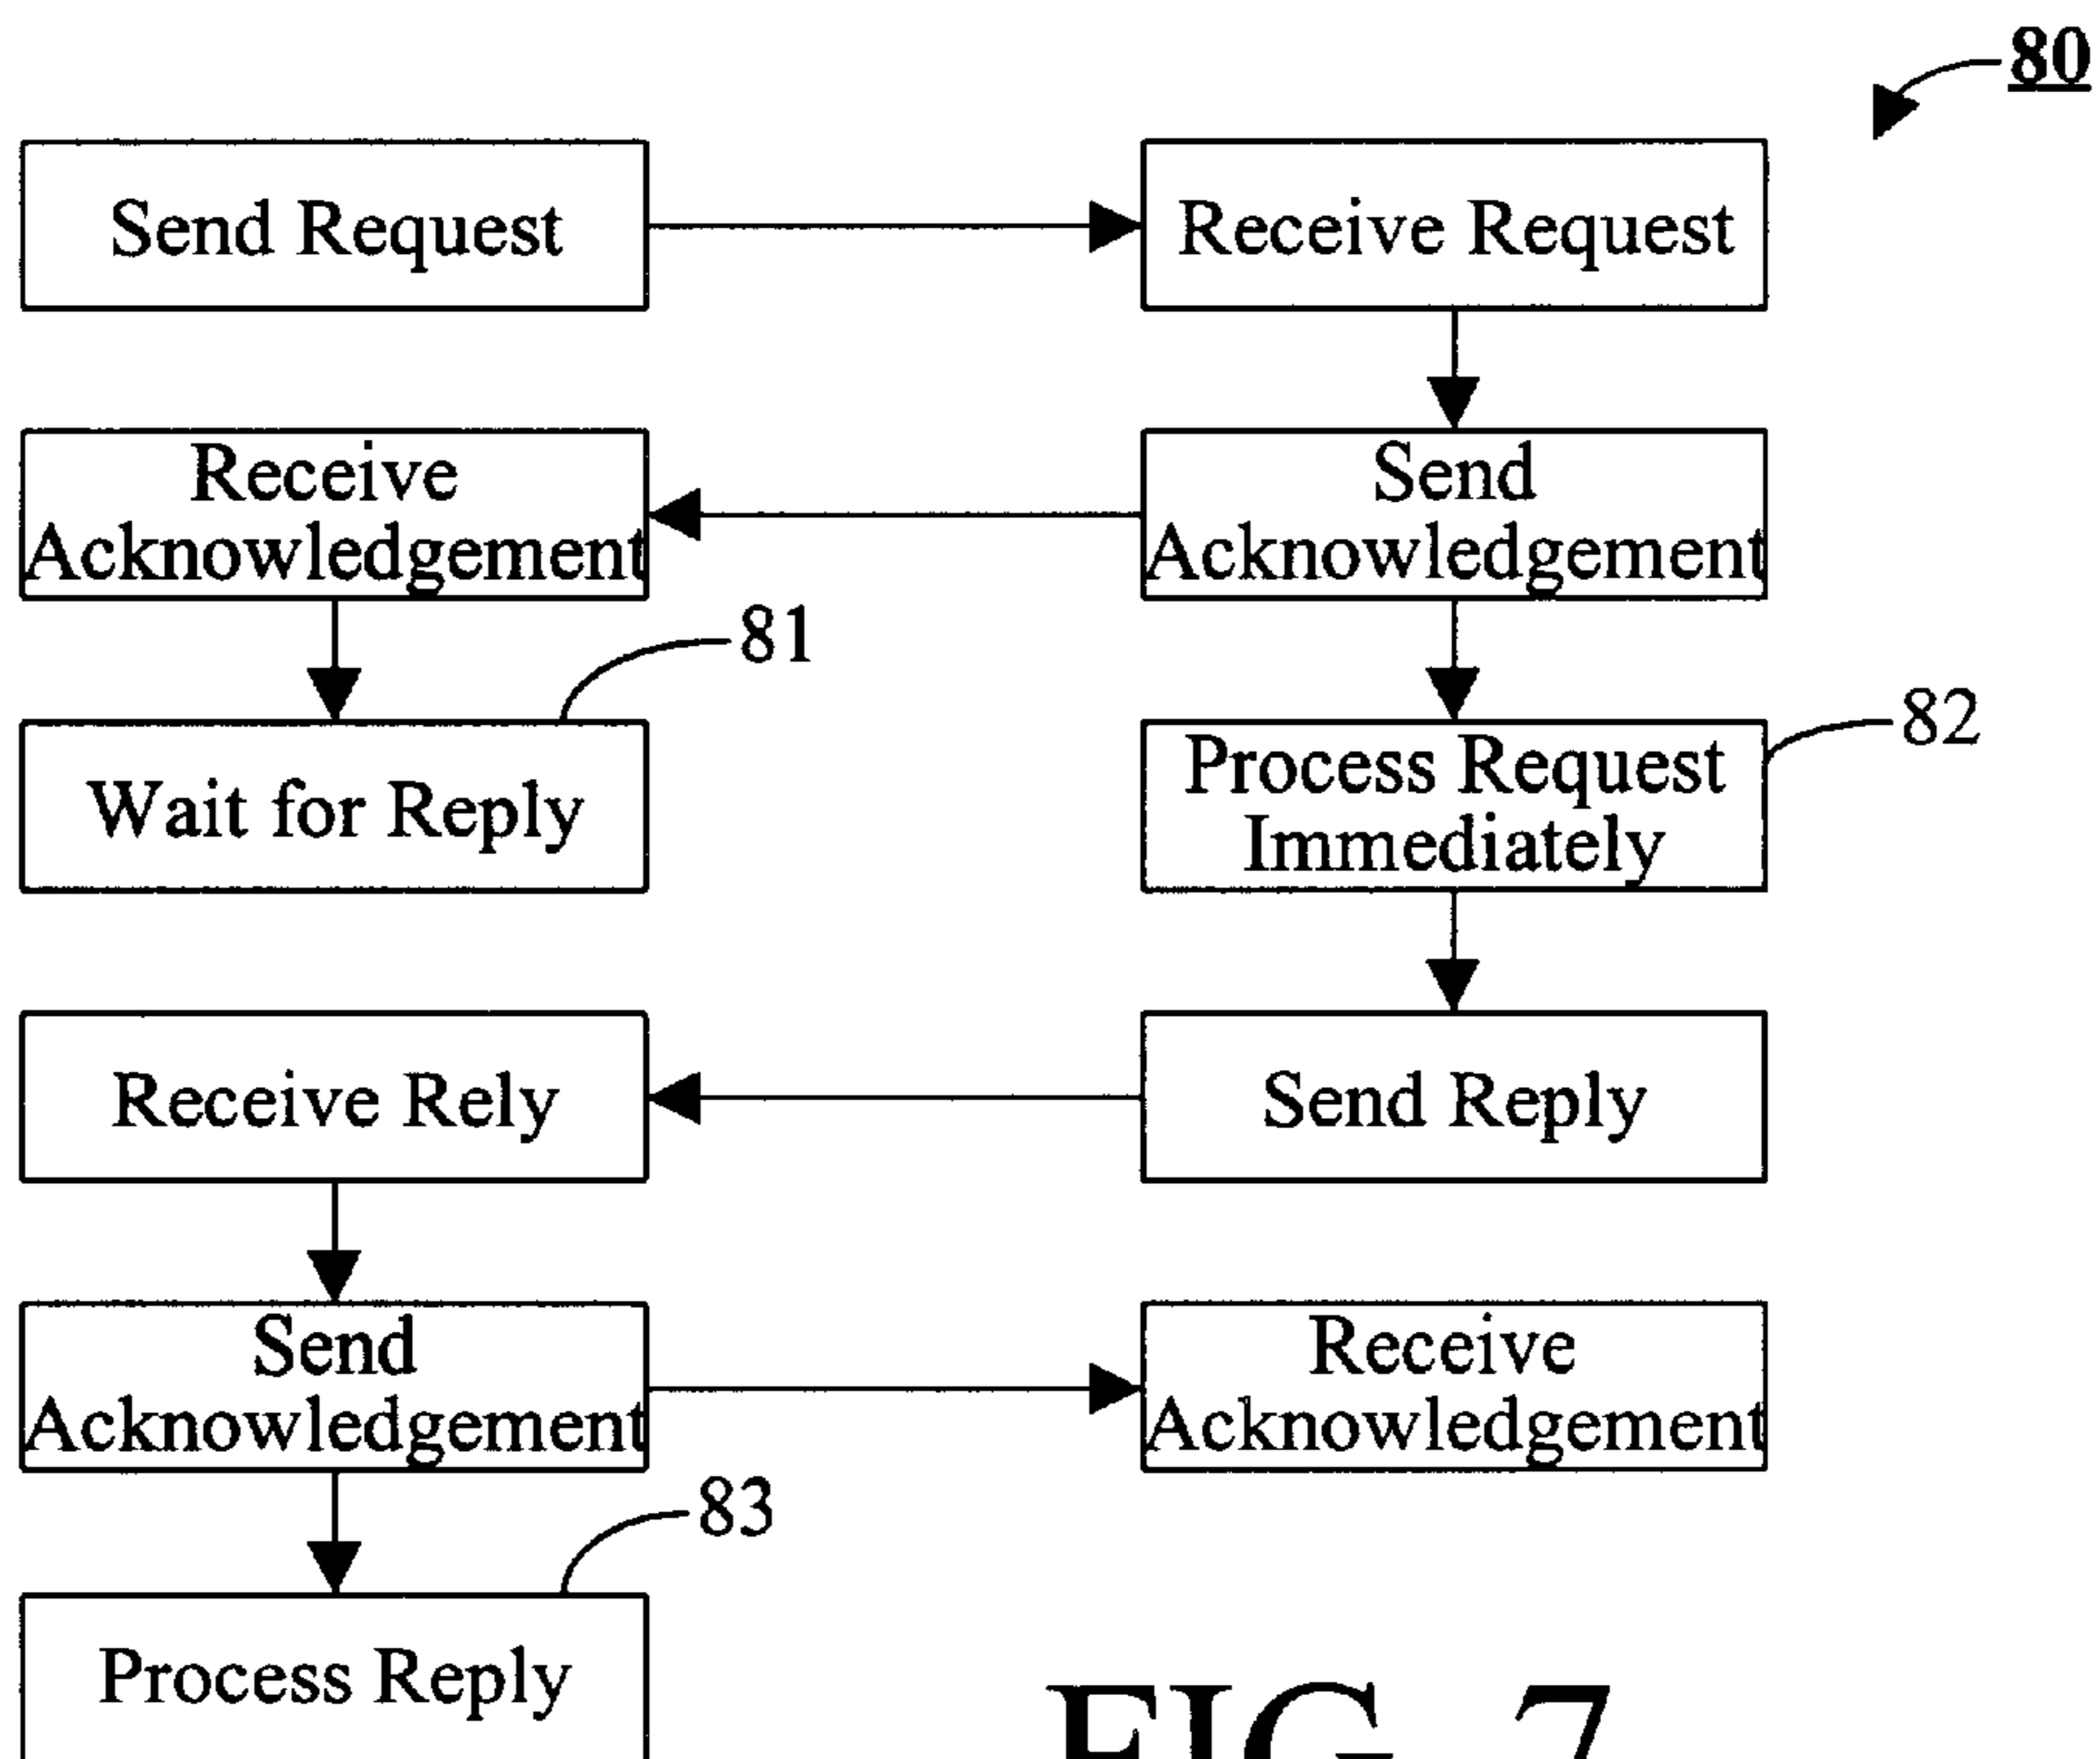 80
Send Request
Receive Request
Receive
Acknowledgement
Send
Acknowledgement
81
82
Wait for Reply
Process Request
Immediately
Receive Rely
Send Reply
Send
Acknowledgement
Receive
Acknowledgement
83
Process Reply
FIG. 7